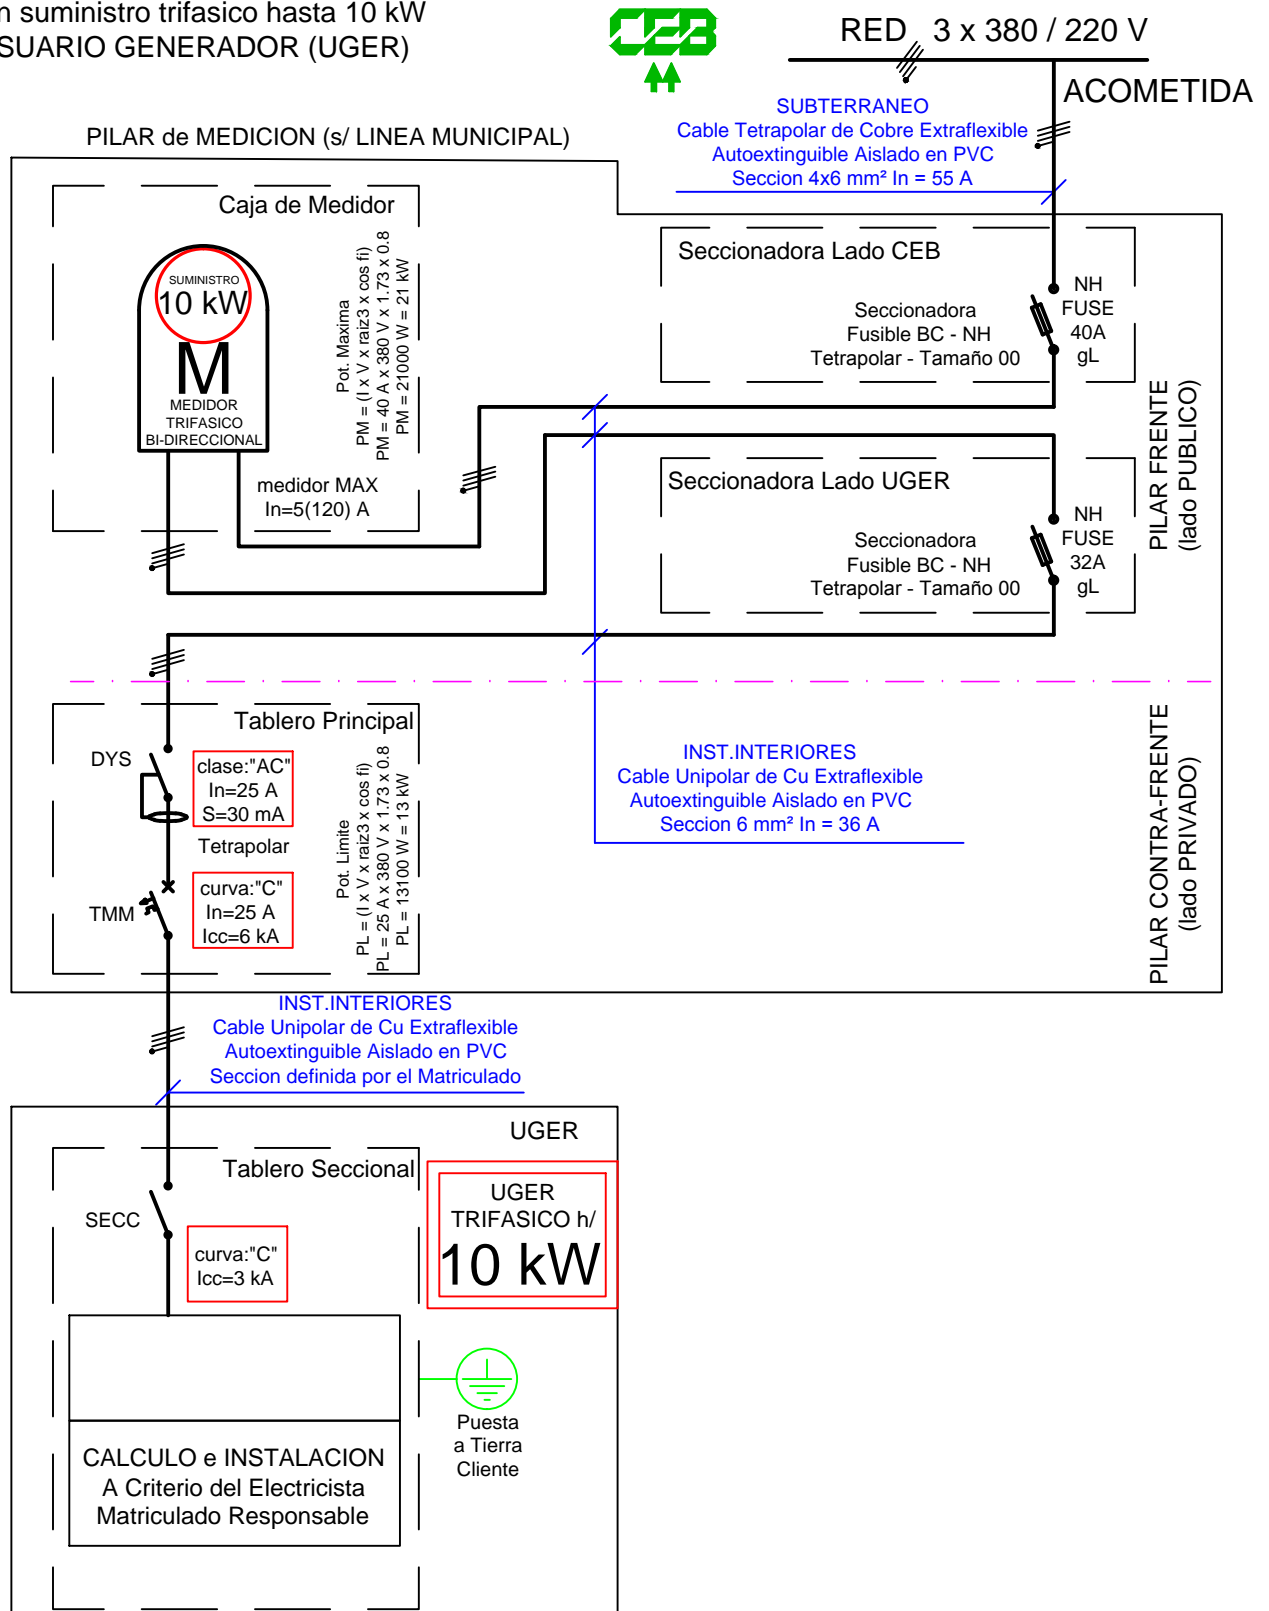 n suministro trifasico hasta 10 kW
SUARIO GENERADOR (UGER)
CEB
RED 3 x 380 / 220 V
ACOMETIDA
SUBTERRANEO
Cable Tetrapolar de Cobre Extraflexible
Autoextinguible Aislado en PVC
Seccion 4x6 mm² In = 55 A
PILAR de MEDICION (s/ LINEA MUNICIPAL)
Caja de Medidor
SUMINISTRO
10 kW
M
MEDIDOR
TRIFASICO
BI-DIRECCIONAL
Pot. Maxima
PM = (I x V x raiz3 x cos fi)
PM = 40 A x 380 V x 1.73 x 0.8
PM = 21000 W = 21 kW
medidor MAX
In=5(120) A
Seccionadora Lado CEB
Seccionadora
Fusible BC - NH
Tetrapolar - Tamaño 00
NH
FUSE
40A
gL
Seccionadora Lado UGER
Seccionadora
Fusible BC - NH
Tetrapolar - Tamaño 00
NH
FUSE
32A
gL
PILAR FRENTE
(lado PUBLICO)
Tablero Principal
DYS
clase:"AC"
In=25 A
S=30 mA
Tetrapolar
TMM
curva:"C"
In=25 A
Icc=6 kA
Pot. Limite
PL = (I x V x raiz3 x cos fi)
PL = 25 A x 380 V x 1.73 x 0.8
PL = 13100 W = 13 kW
INST.INTERIORES
Cable Unipolar de Cu Extraflexible
Autoextinguible Aislado en PVC
Seccion 6 mm² In = 36 A
PILAR CONTRA-FRENTE
(lado PRIVADO)
INST.INTERIORES
Cable Unipolar de Cu Extraflexible
Autoextinguible Aislado en PVC
Seccion definida por el Matriculado
UGER
Tablero Seccional
SECC
curva:"C"
Icc=3 kA
UGER
TRIFASICO h/
10 kW
Puesta
a Tierra
Cliente
CALCULO e INSTALACION
A Criterio del Electricista
Matriculado Responsable